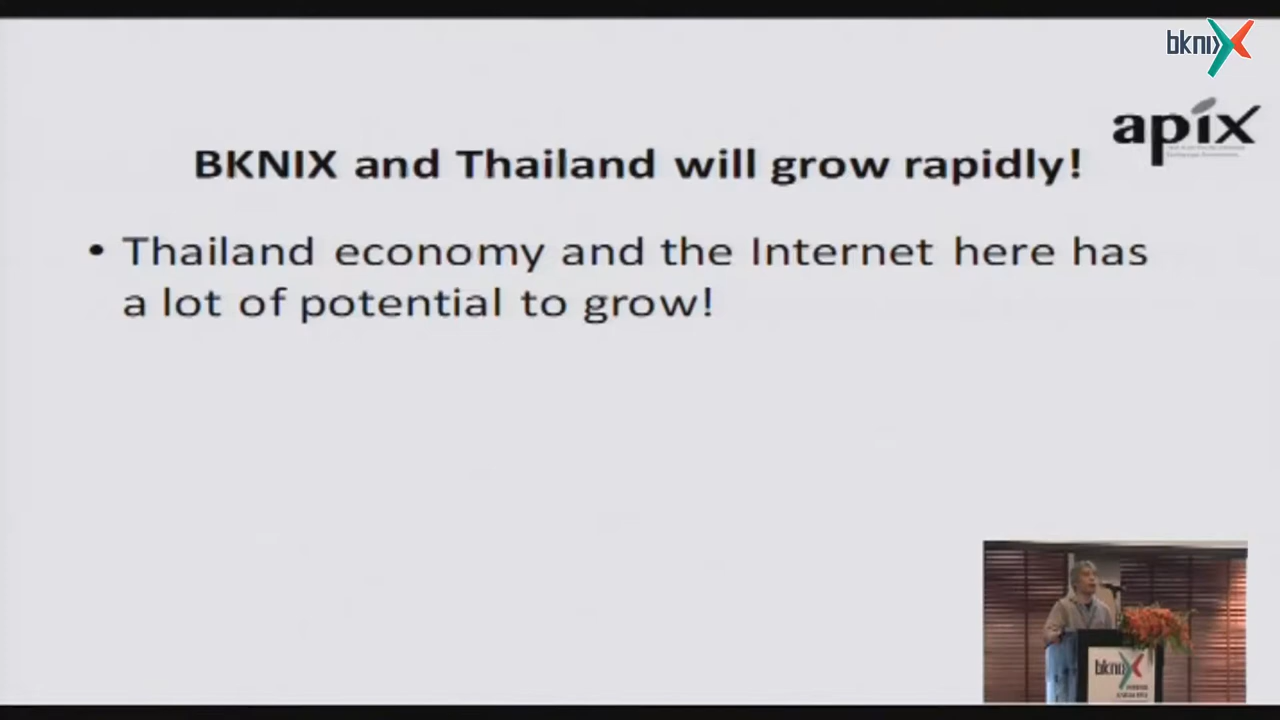 bknix
apix
BKNIX and Thailand will grow rapidly!
• Thailand economy and the Internet here has
a lot of potential to grow!
bknix